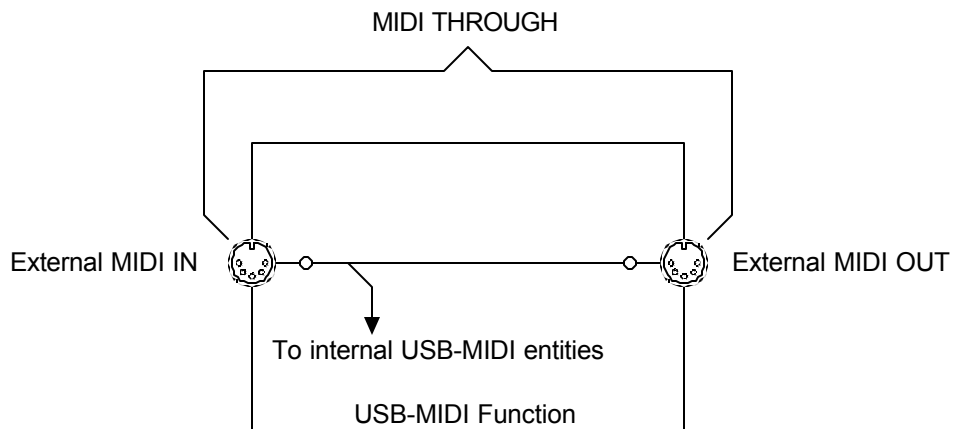 MIDI THROUGH
External MIDI IN
External MIDI OUT
To internal USB-MIDI entities
USB-MIDI Function